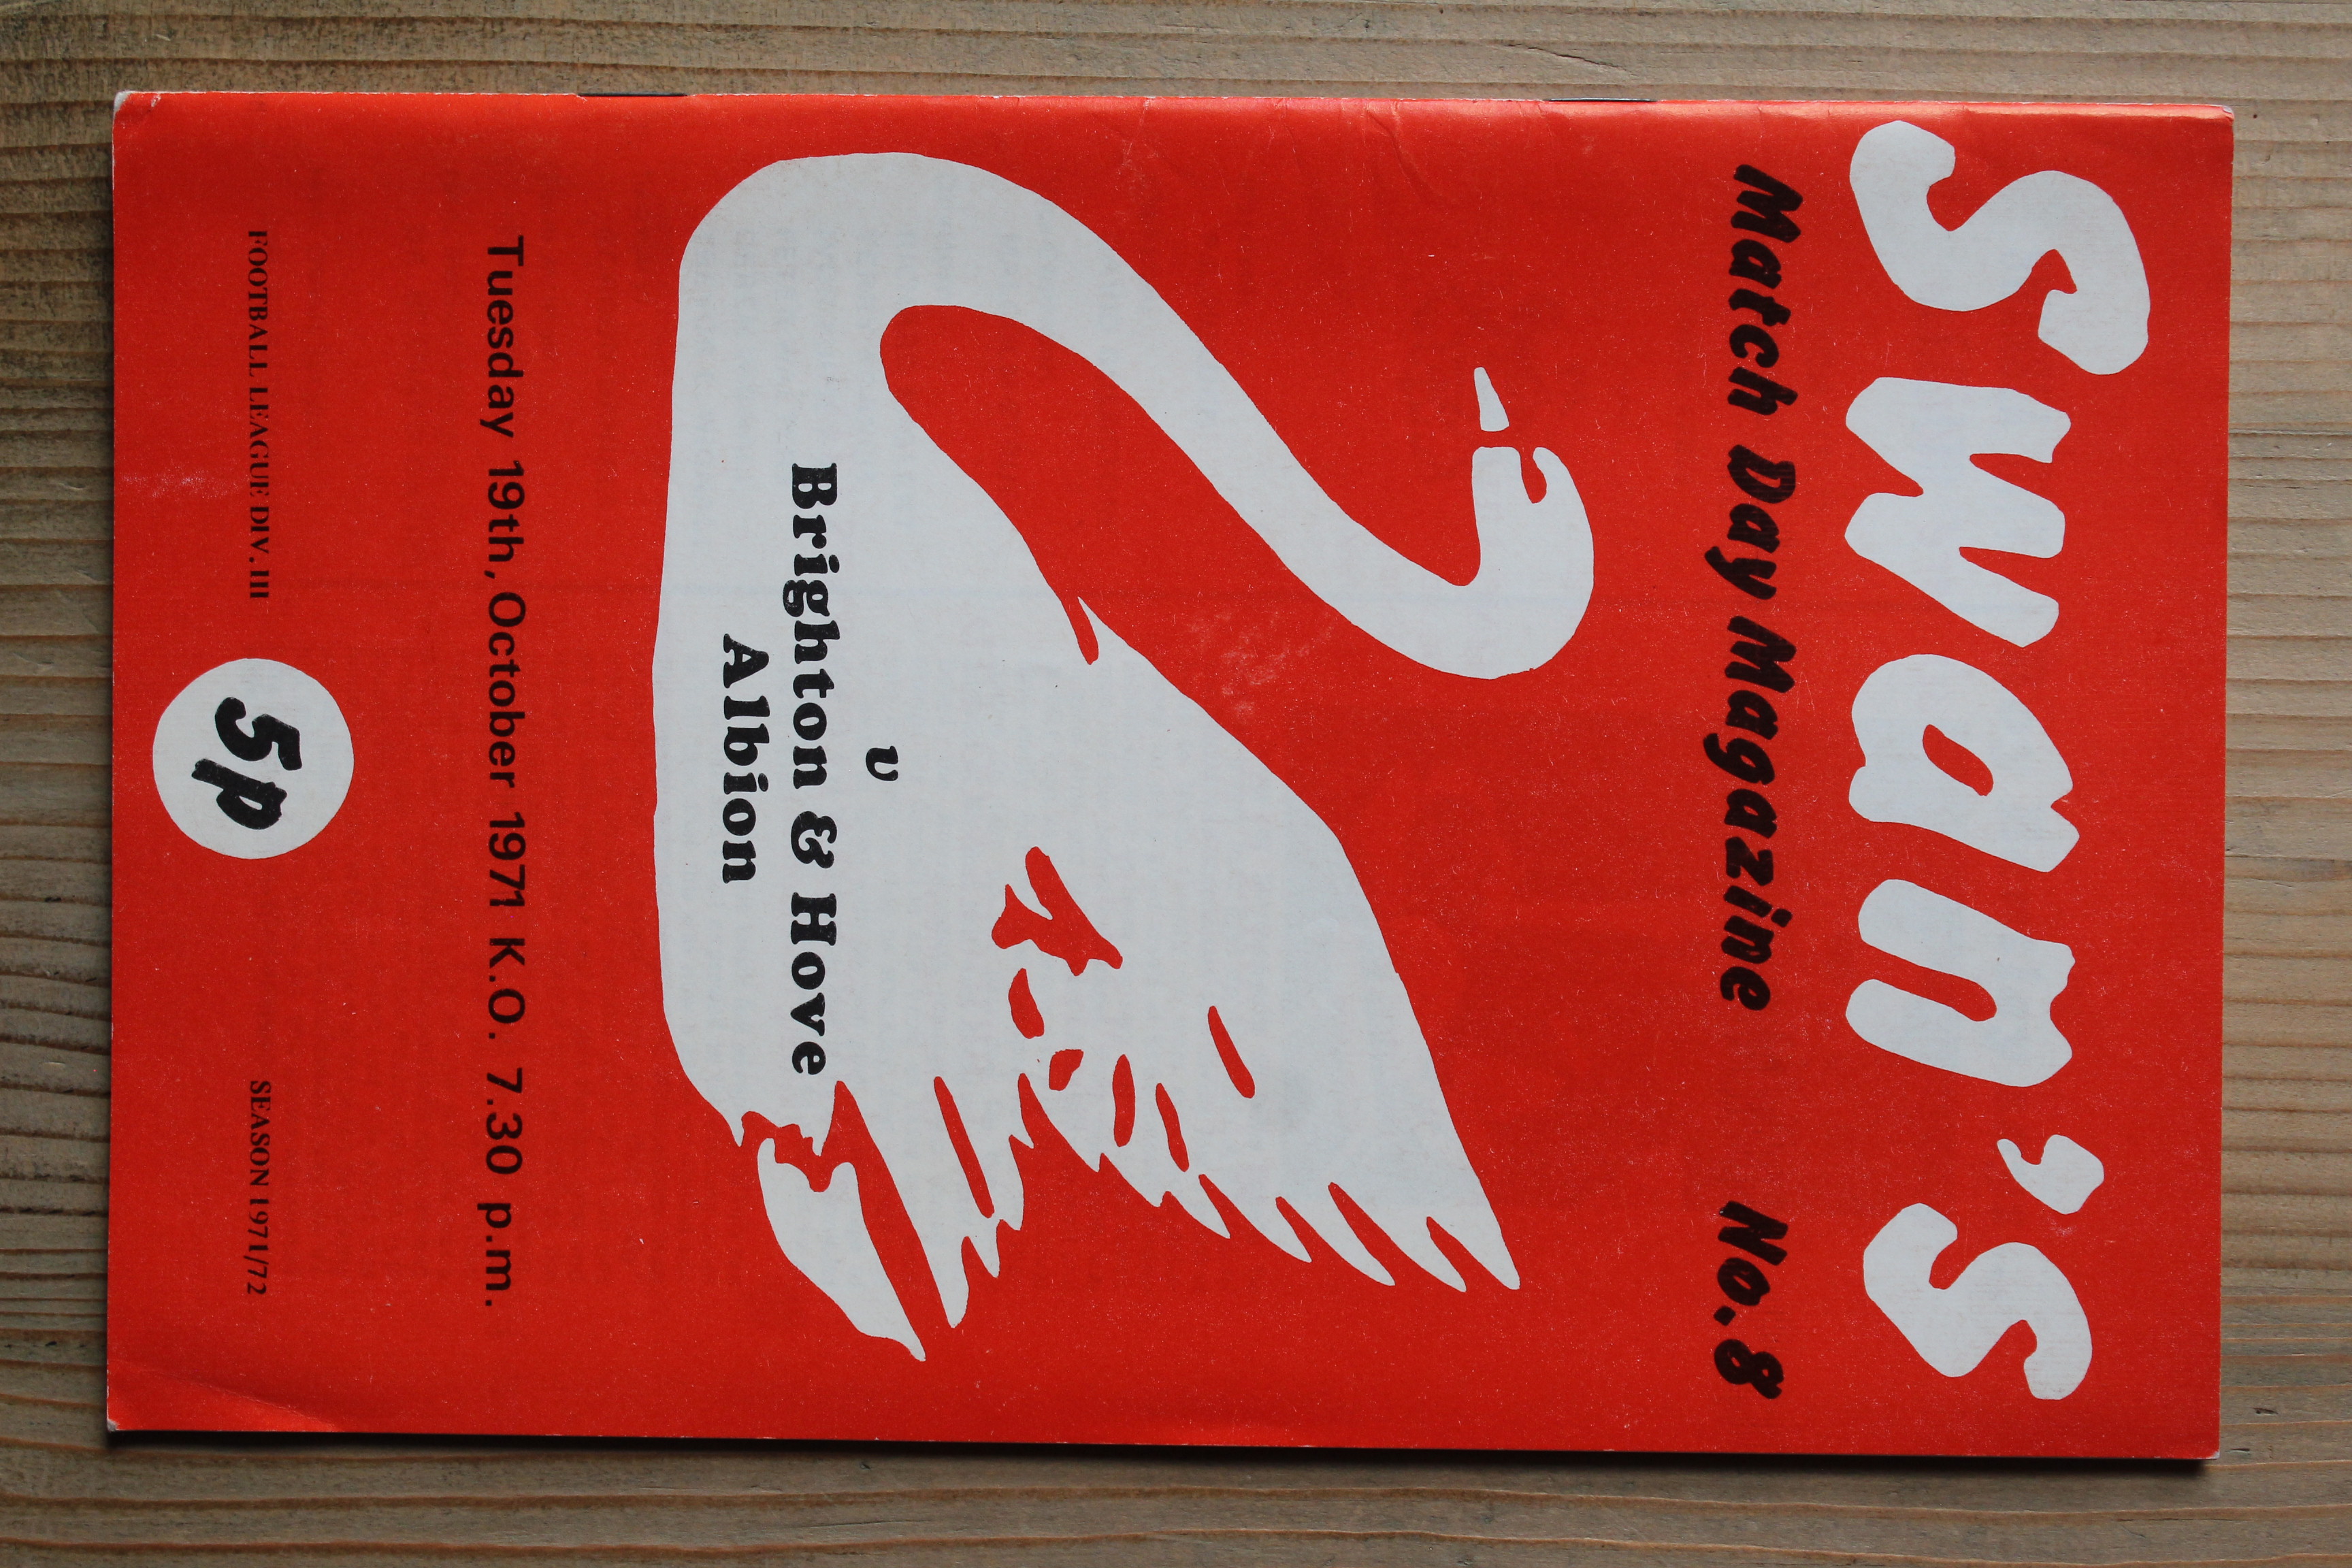 Swan's
Match Day Magazine No. 8
v
Brighton & Hove
Albion
Tuesday 19th, October 1971 K.O. 7.30 p.m.
FOOTBALL LEAGUE DIV. III 5p SEASON 1971/72